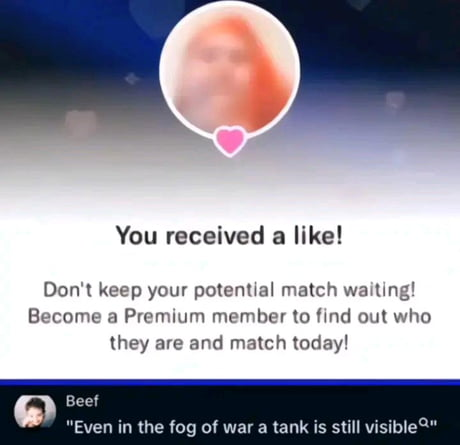 You received a like!
Don't keep your potential match waiting!
Become a Premium member to find out who
they are and match today!
Beef
"Even in the fog of war a tank is still visible"